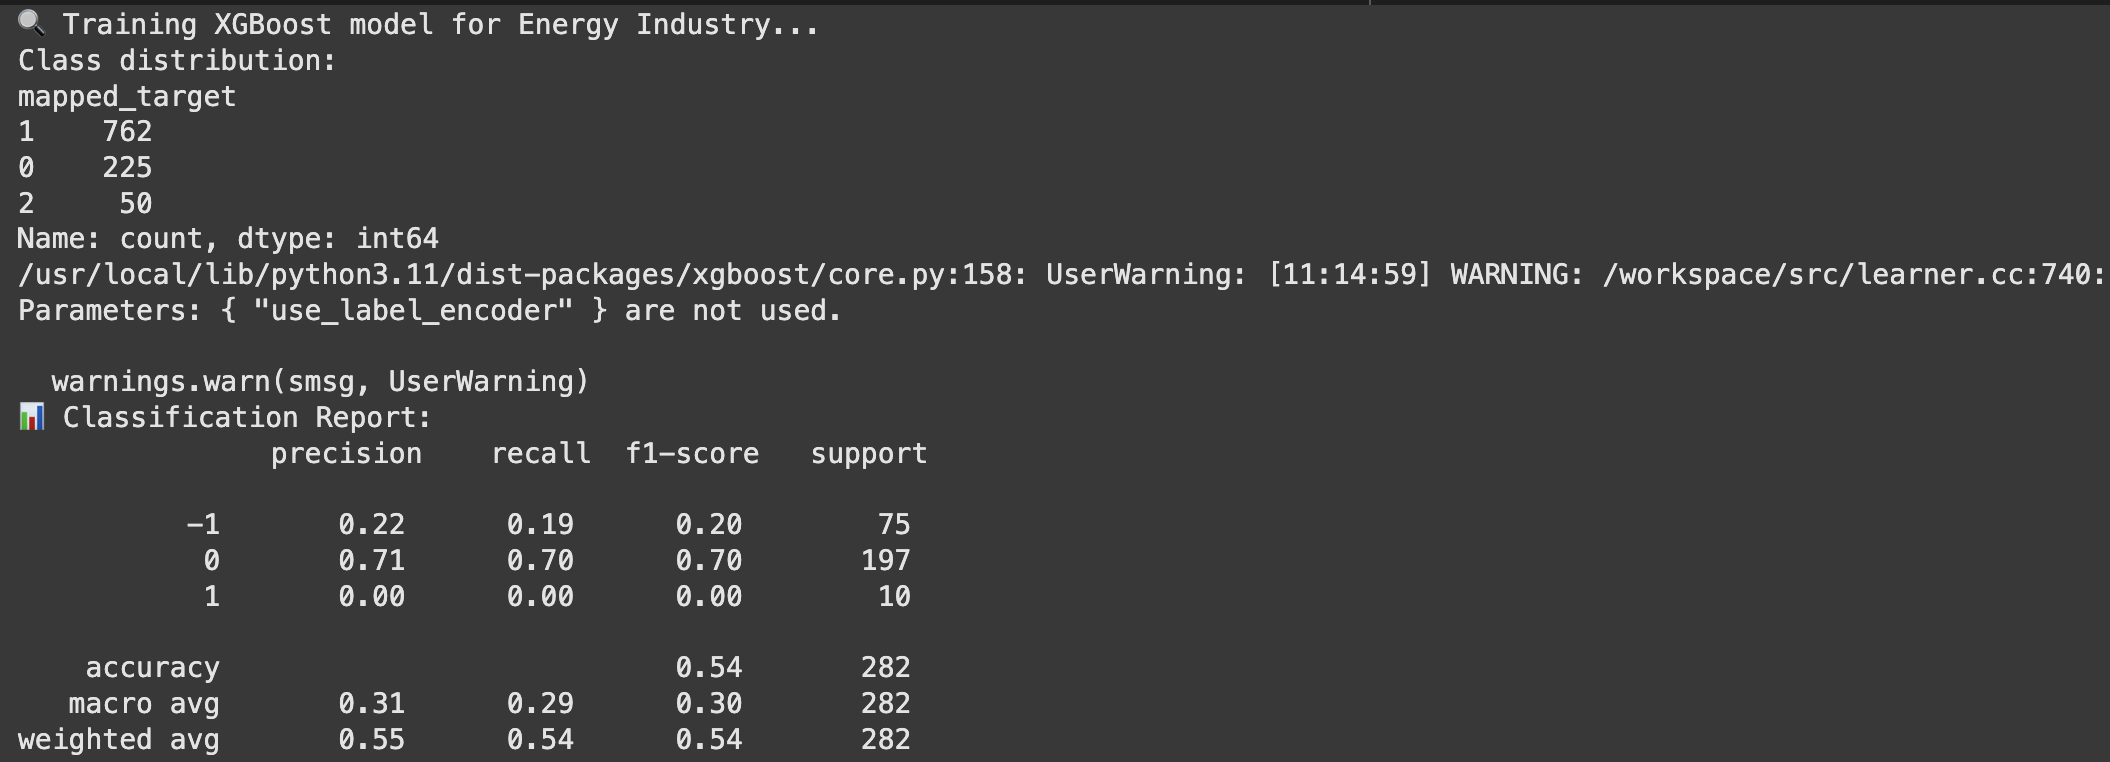 🔍 Training XGBoost model for Energy Industry...
Class distribution:
mapped_target
1    762
0    225
2     50
Name: count, dtype: int64
/usr/local/lib/python3.11/dist-packages/xgboost/core.py:158: UserWarning: [11:14:59] WARNING: /workspace/src/learner.cc:740:
Parameters: { "use_label_encoder" } are not used.

  warnings.warn(smsg, UserWarning)
📊 Classification Report:
               precision    recall  f1-score   support

          -1       0.22      0.19      0.20        75
           0       0.71      0.70      0.70       197
           1       0.00      0.00      0.00        10

    accuracy                           0.54       282
   macro avg       0.31      0.29      0.30       282
weighted avg       0.55      0.54      0.54       282